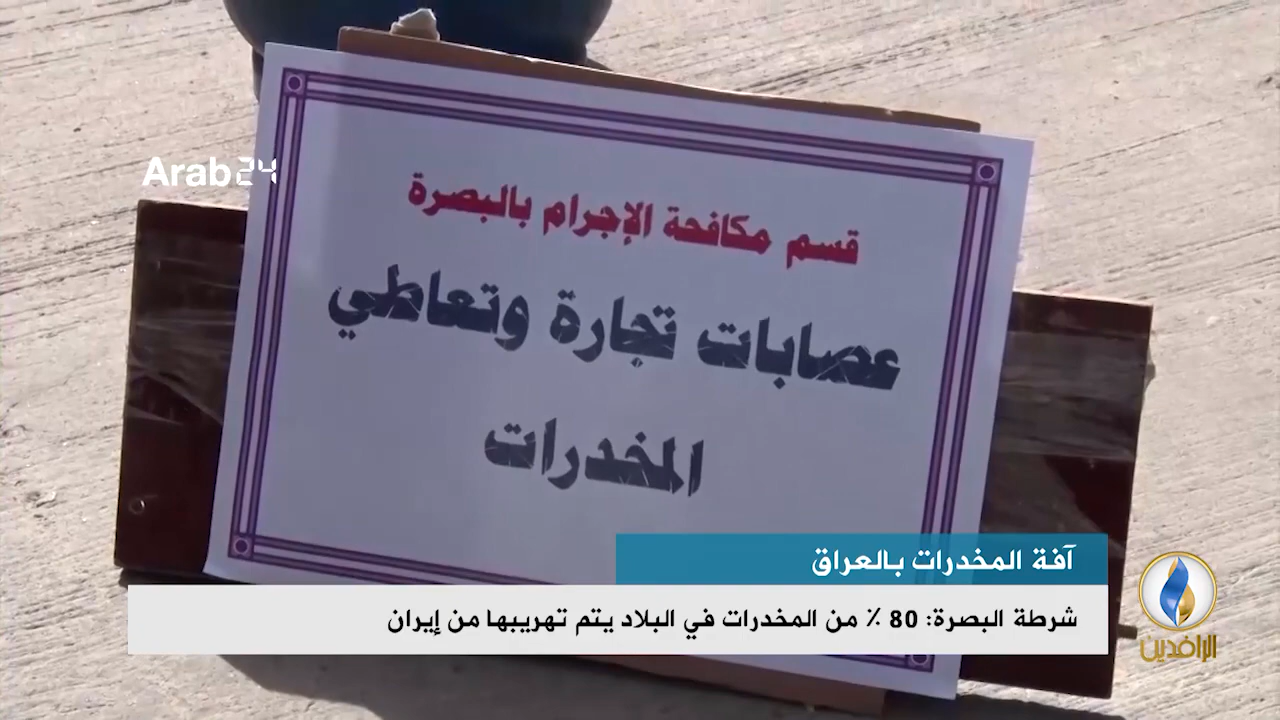 Arab24
قسم مكافحة الإجرام بالبصرة
عصابات تجارة وتعاطي
المخدرات
آفة المخدرات بالعراق
شرطة البصرة: 80 ٪ من المخدرات في البلاد يتم تهريبها من إيران
الرافدين